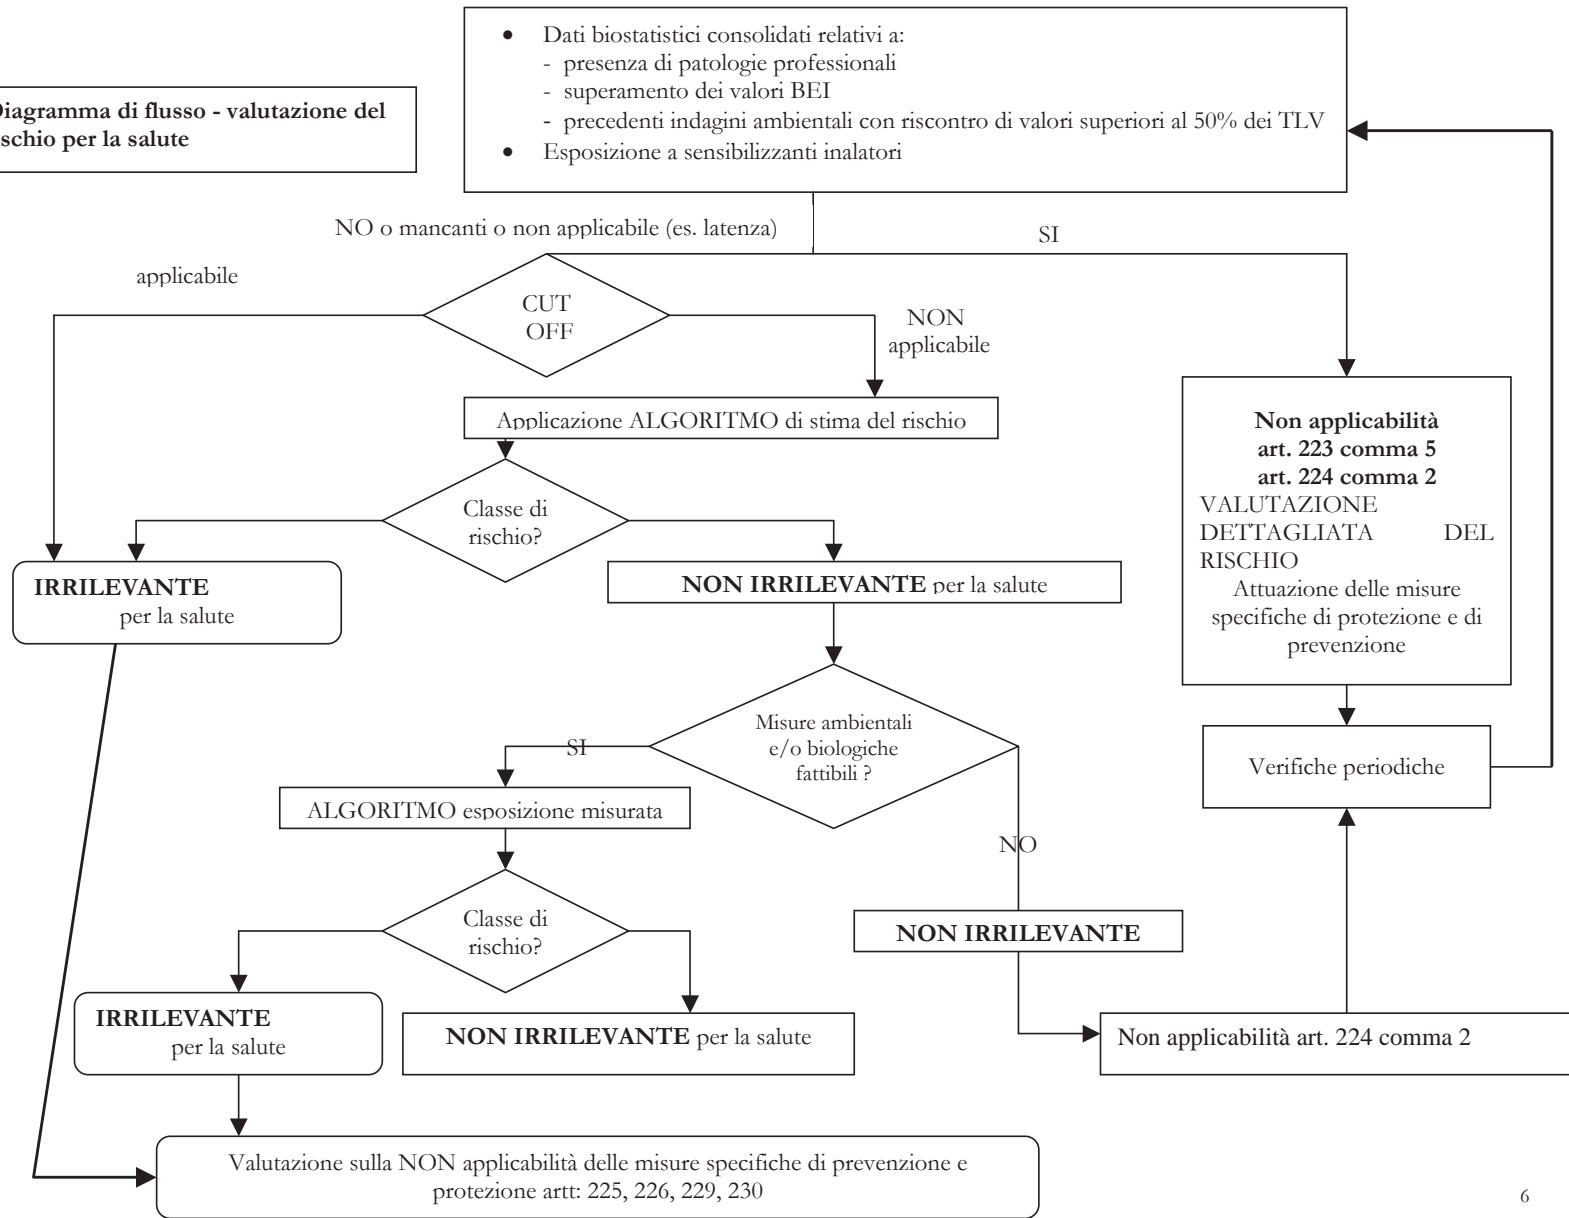 • Dati biostatistici consolidati relativi a:
- presenza di patologie professionali
- superamento dei valori BEI
- precedenti indagini ambientali con riscontro di valori superiori al 50% dei TLV
• Esposizione a sensibilizzanti inalatori
Diagramma di flusso - valutazione del
schio per la salute
NO o mancanti o non applicabile (es. latenza)
SI
applicabile
CUT
OFF
NON
applicabile
Applicazione ALGORITMO di stima del rischio
Non applicabilità
art. 223 comma 5
art. 224 comma 2
VALUTAZIONE
DETTAGLIATA DEL
RISCHIO
Attuazione delle misure
specifiche di protezione e di
prevenzione
Classe di
rischio?
IRRILEVANTE
per la salute
NON IRRILEVANTE per la salute
Misure ambientali
e/o biologiche
fattibili ?
SI
Verifiche periodiche
ALGORITMO esposizione misurata
NO
Classe di
rischio?
NON IRRILEVANTE
IRRILEVANTE
per la salute
NON IRRILEVANTE per la salute
Non applicabilità art. 224 comma 2
Valutazione sulla NON applicabilità delle misure specifiche di prevenzione e
protezione artt: 225, 226, 229, 230
6